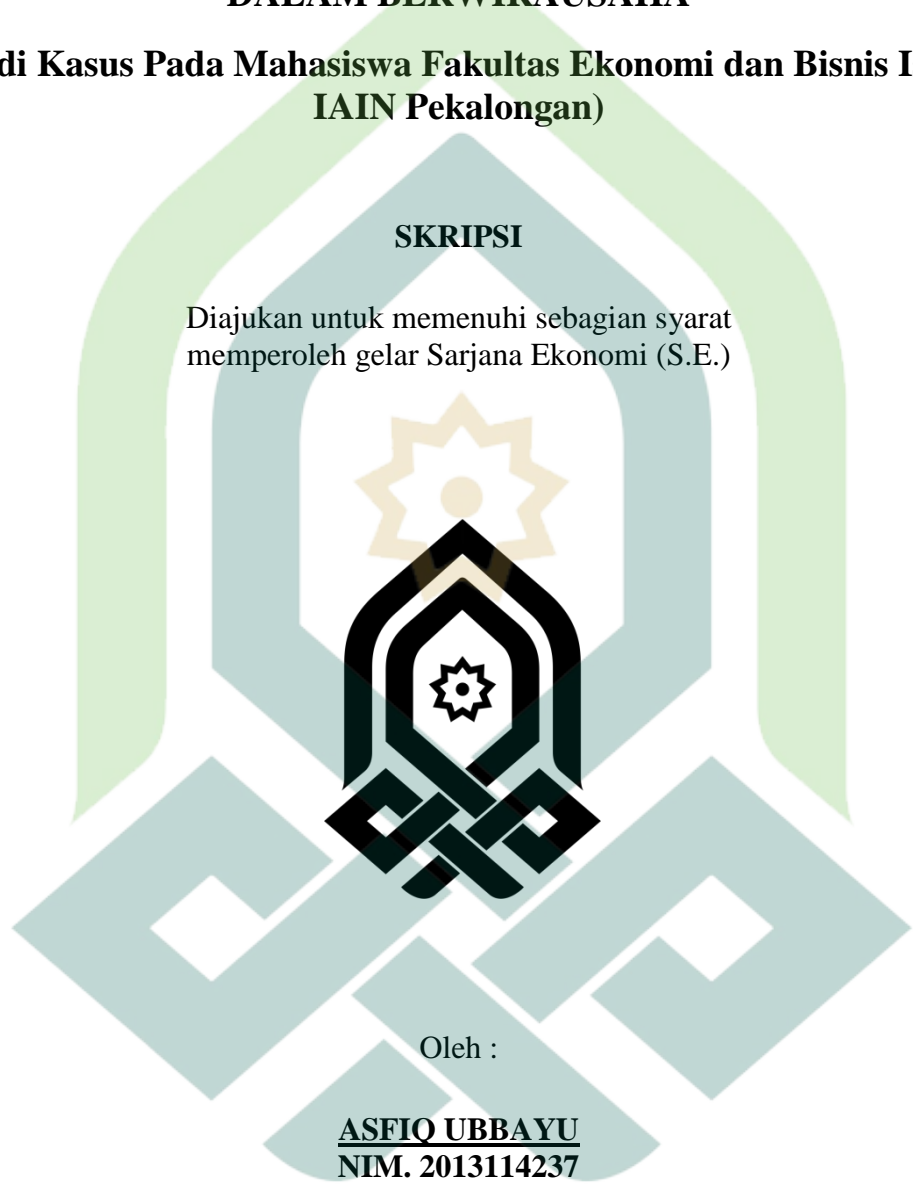 DALAM BERWIRAUSAHA
di Kasus Pada Mahasiswa Fakultas Ekonomi dan Bisnis I
IAIN Pekalongan)
SKRIPSI
Diajukan untuk memenuhi sebagian syarat
memperoleh gelar Sarjana Ekonomi (S.E.)
Oleh :
ASFIQ UBBAYU
NIM. 2013114237